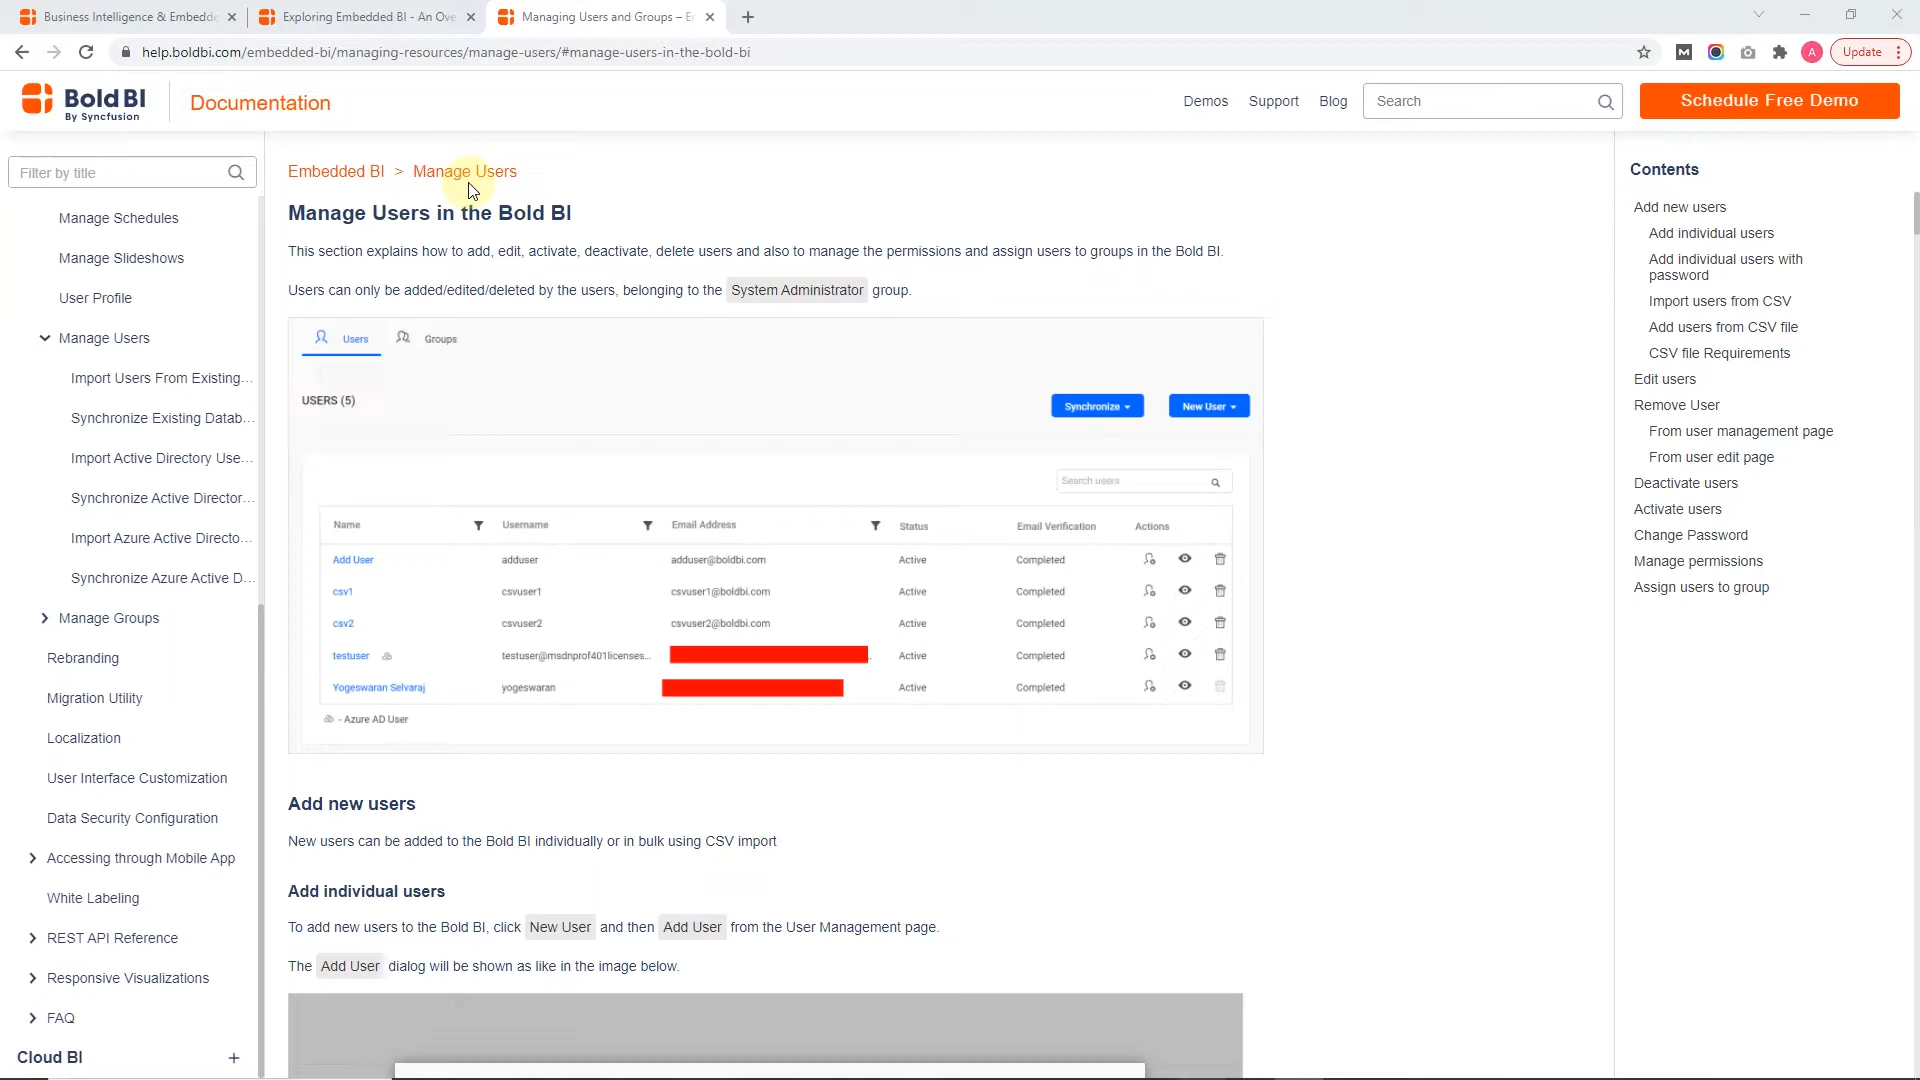 Business Intelligence & Embedde
Exploring Embedded BI - An Ove
Managing Users and Groups – E
help.boldbi.com/embedded-bi/managing-resources/manage-users/#manage-users-in-the-bold-bi
M
A
Update
Bold BI
By Syncfusion
Documentation
Demos
Support
Blog
Search
Schedule Free Demo
Filter by title
Manage Schedules
Manage Slideshows
User Profile
Manage Users
Import Users From Existing...
Synchronize Existing Datab...
Import Active Directory Use...
Synchronize Active Director...
Import Azure Active Directo...
Synchronize Azure Active D...
Manage Groups
Rebranding
Migration Utility
Localization
User Interface Customization
Data Security Configuration
Accessing through Mobile App
White Labeling
REST API Reference
Responsive Visualizations
FAQ
Cloud BI +
Embedded BI > Manage Users
Manage Users in the Bold BI
This section explains how to add, edit, activate, deactivate, delete users and also to manage the permissions and assign users to groups in the Bold BI.
Users can only be added/edited/deleted by the users, belonging to the System Administrator group.
Users Groups
USERS (5)
Synchronize
New User
Search users
Name Username Email Address Status Email Verification Actions
Add User adduser adduser@boldbi.com Active Completed
csv1 csvuser1 csvuser1@boldbi.com Active Completed
csv2 csvuser2 csvuser2@boldbi.com Active Completed
testuser testuser@msdnprof401licenses... Active Completed
Yogeswaran Selvaraj yogeswaran Active Completed
- Azure AD User
Add new users
New users can be added to the Bold BI individually or in bulk using CSV import
Add individual users
To add new users to the Bold BI, click New User and then Add User from the User Management page.
The Add User dialog will be shown as like in the image below.
Contents
Add new users
Add individual users
Add individual users with
password
Import users from CSV
Add users from CSV file
CSV file Requirements
Edit users
Remove User
From user management page
From user edit page
Deactivate users
Activate users
Change Password
Manage permissions
Assign users to group